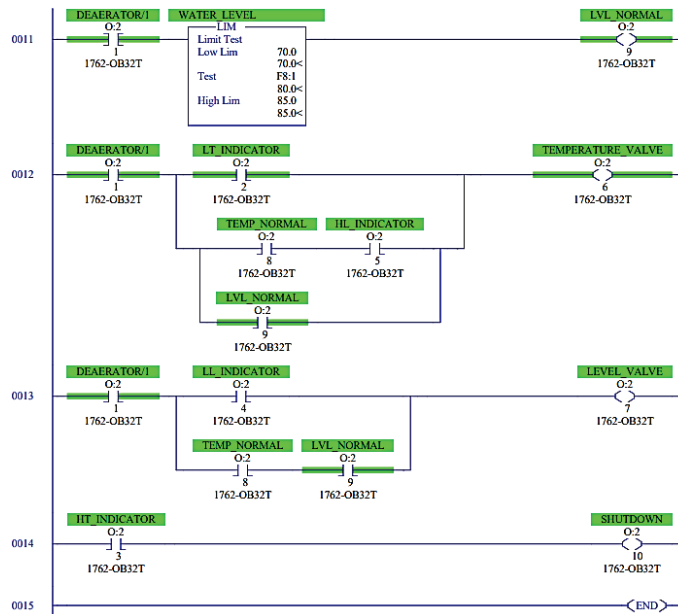 DEAERATOR/1 WATER_LEVEL LVL_NORMAL
O:2 LIM O:2
0011 Limit Test
1 Low Lim 70.0 9
1762-OB32T 70.0< 1762-OB32T
Test F8:1
80.0<
High Lim 85.0
85.0<
DEAERATOR/1 LT_INDICATOR TEMPERATURE_VALVE
O:2 O:2 O:2
0012
1 2 6
1762-OB32T 1762-OB32T 1762-OB32T
TEMP_NORMAL HL_INDICATOR
O:2 O:2
8 5
1762-OB32T 1762-OB32T
LVL_NORMAL
O:2
9
1762-OB32T
DEAERATOR/1 LL_INDICATOR LEVEL_VALVE
O:2 O:2 O:2
0013
1 4 7
1762-OB32T 1762-OB32T 1762-OB32T
TEMP_NORMAL LVL_NORMAL
O:2 O:2
8 9
1762-OB32T 1762-OB32T
HT_INDICATOR SHUTDOWN
O:2 O:2
0014
3 10
1762-OB32T 1762-OB32T
0015 END